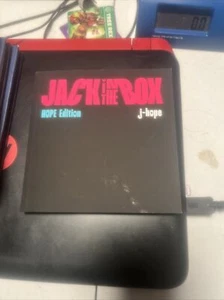 JACK IN THE BOX
HOPE Edition
j-hope